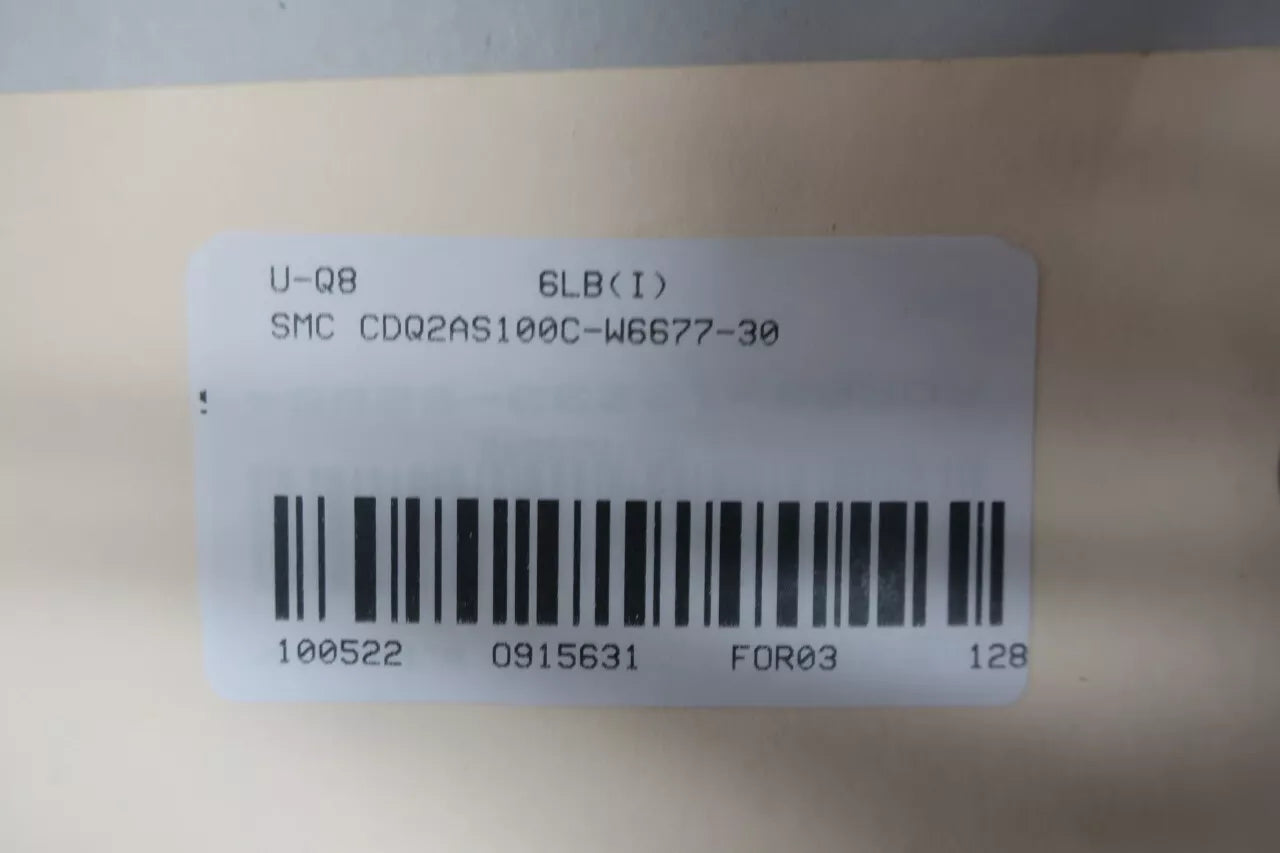 U-Q8 6LB(I)
SMC CDQ2AS100C-W6677-30
100522 0915631 FOR03 128